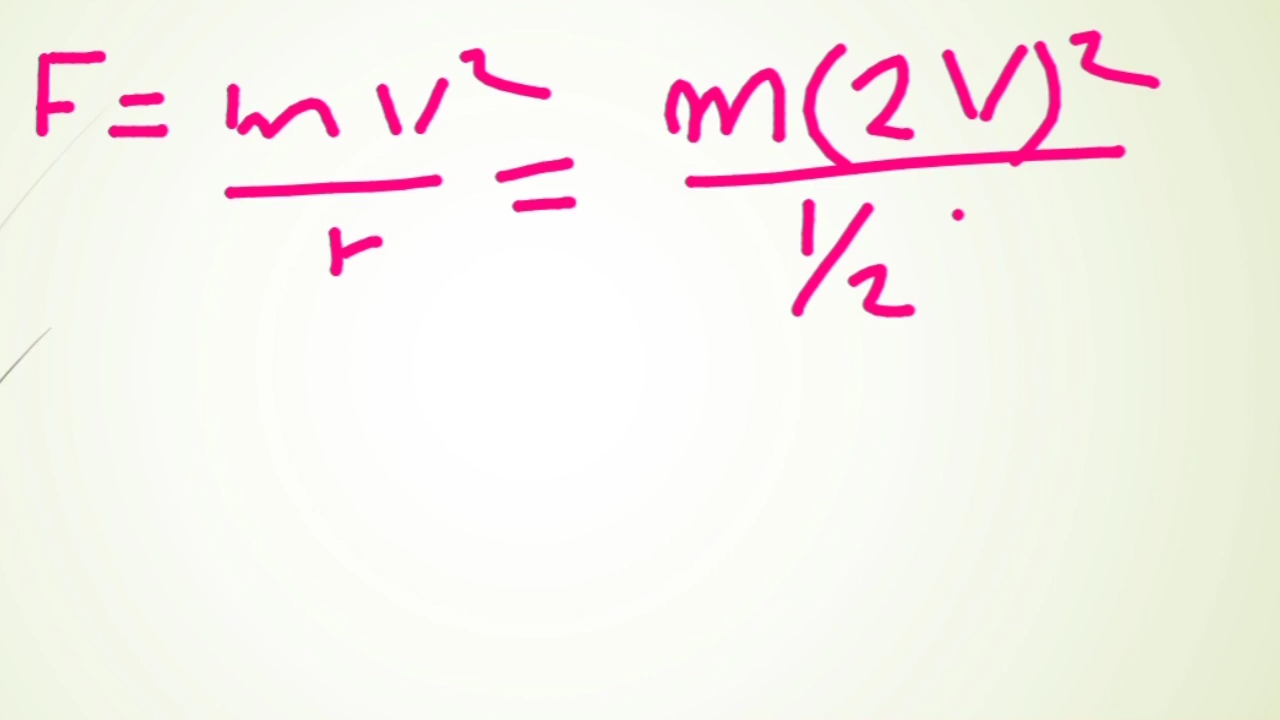 F = mv² / r = m(2v)² / 1/2 .